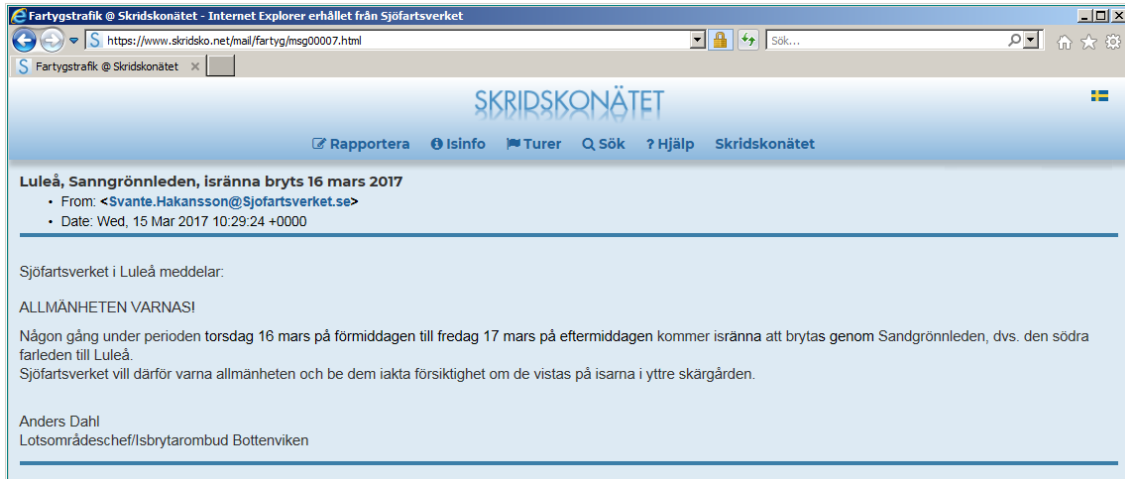 Fartygstrafik @ Skridskonätet - Internet Explorer erhållet från Sjöfartsverket
https://www.skridsko.net/mail/fartyg/msg00007.html
Sök...
Fartygstrafik @ Skridskonätet
SKRIDSKONÄTET
Rapportera Isinfo Turer Sök ? Hjälp Skridskonätet
Luleå, Sanngrönnleden, isränna bryts 16 mars 2017
• From: <Svante.Hakansson@Sjofartsverket.se>
• Date: Wed, 15 Mar 2017 10:29:24 +0000
Sjöfartsverket i Luleå meddelar:
ALLMÄNHETEN VARNAS!
Någon gång under perioden torsdag 16 mars på förmiddagen till fredag 17 mars på eftermiddagen kommer isränna att brytas genom Sandgrönnleden, dvs. den södra
farleden till Luleå.
Sjöfartsverket vill därför varna allmänheten och be dem iakta försiktighet om de vistas på isarna i yttre skärgården.
Anders Dahl
Lotsområdeschef/Isbrytarombud Bottenviken